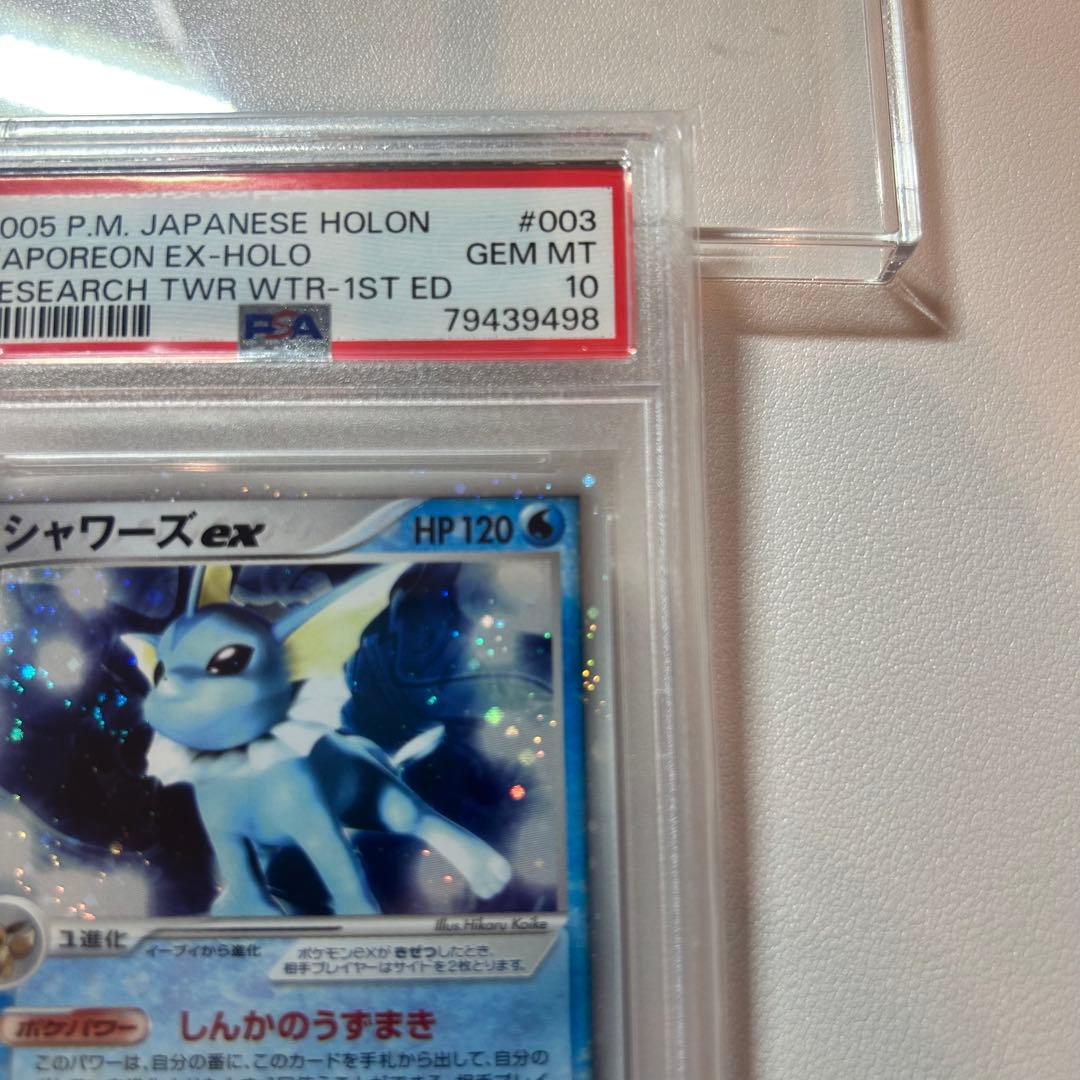 005 P.M. JAPANESE HOLON #003
APOREON EX-HOLO GEM MT
ESEARCH TWR WTR-1ST ED 10
PSA 79439498
シャワーズex HP120
Illus.Hikaru Koike
1進化 イーブイから進化
ポケモンexがきぜつしたとき、
相手プレイヤーはサイトを2枚とります。
ポケパワー しんかのうずまき
このパワーは、自分の番に、このカードを手札から出して、自分の